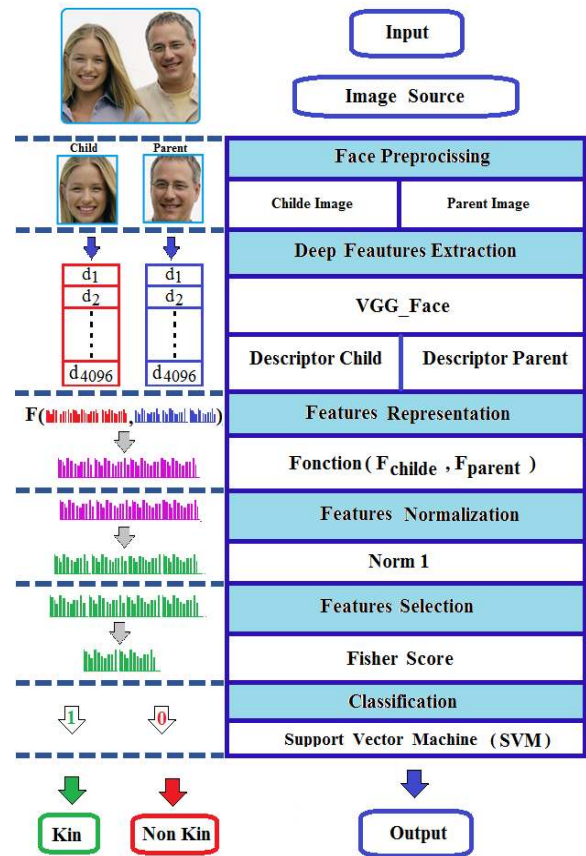 Input
Image Source
Child Parent
Face Preprocissing
Childe Image Parent Image
Deep Feautures Extraction
d1 d1
d2 d2
VGG_Face
d4096 d4096
Descriptor Child Descriptor Parent
Features Representation
F( , )
Fonction ( Fchilde , Fparent )
Features Normalization
Norm 1
Features Selection
Fisher Score
Classification
1 0
Support Vector Machine (SVM)
Kin Non Kin Output